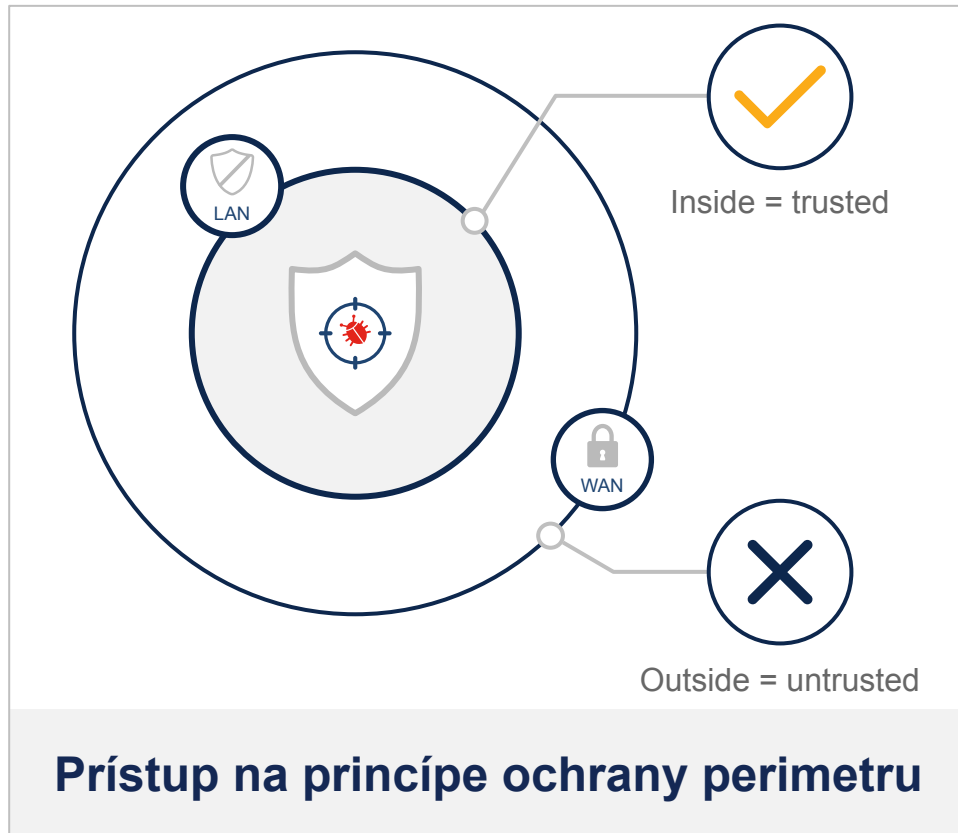 LAN
Inside = trusted
WAN
Outside = untrusted
Prístup na princípe ochrany perimetru